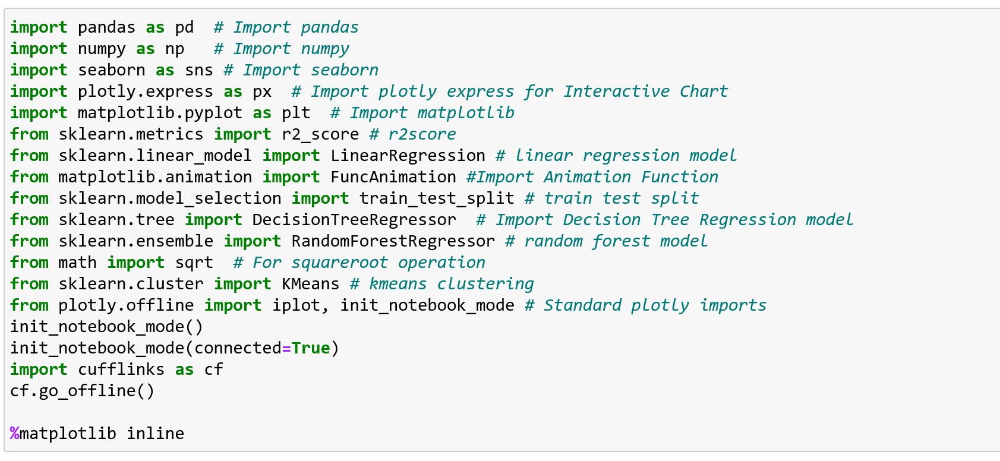 import pandas as pd  # Import pandas
import numpy as np   # Import numpy
import seaborn as sns # Import seaborn
import plotly.express as px  # Import plotly express for Interactive Chart
import matplotlib.pyplot as plt  # Import matplotlib
from sklearn.metrics import r2_score # r2score
from sklearn.linear_model import LinearRegression # linear regression model
from matplotlib.animation import FuncAnimation #Import Animation Function
from sklearn.model_selection import train_test_split # train test split
from sklearn.tree import DecisionTreeRegressor  # Import Decision Tree Regression model
from sklearn.ensemble import RandomForestRegressor # random forest model
from math import sqrt  # For squareroot operation
from sklearn.cluster import KMeans # kmeans clustering
from plotly.offline import iplot, init_notebook_mode # Standard plotly imports
init_notebook_mode()
init_notebook_mode(connected=True)
import cufflinks as cf
cf.go_offline()

%matplotlib inline